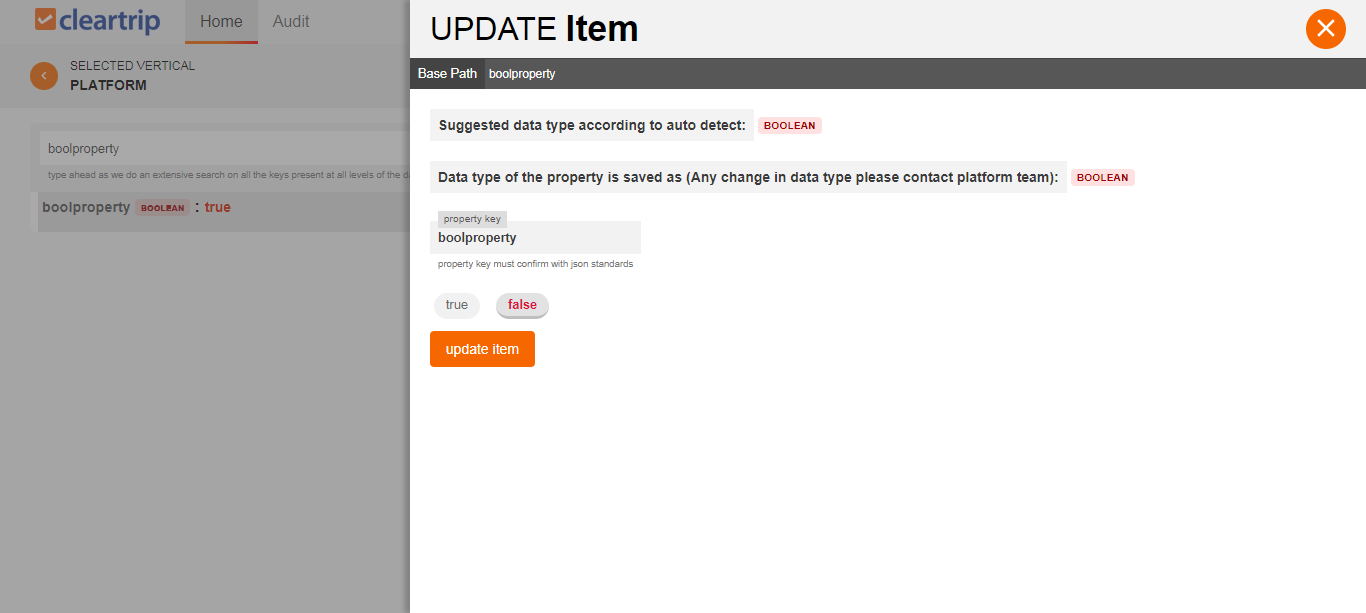 cleartrip
Home
Audit
SELECTED VERTICAL
PLATFORM
boolproperty
type ahead as we do an extensive search on all the keys present at all levels of the
boolproperty BOOLEAN : true
UPDATE Item
Base Path boolproperty
Suggested data type according to auto detect: BOOLEAN
Data type of the property is saved as (Any change in data type please contact platform team): BOOLEAN
property key
boolproperty
property key must confirm with json standards
true false
update item